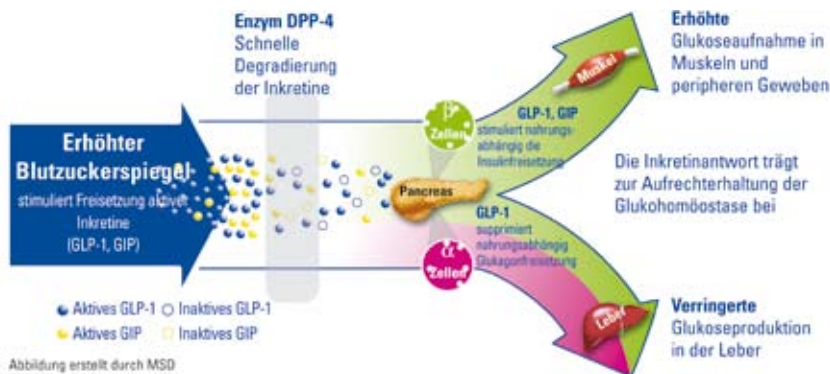 Enzym DPP-4
Schnelle
Degradierung
der Inkretine
Erhöhte
Glukoseaufnahme in
Muskeln und
peripheren Geweben
Muskel
β
Zellen
GLP-1, GIP
stimuliert nahrungs-
abhängig die
Insulinfreisetzung
Erhöhter
Blutzuckerspiegel
stimuliert Freisetzung aktiver
Inkretine
(GLP-1, GIP)
Pancreas
Die Inkretinantwort trägt
zur Aufrechterhaltung der
Glukohomöostase bei
GLP-1
supprimiert
nahrungsabhängig
Glukagonfreisetzung
α
Zellen
Leber
Verringerte
Glukoseproduktion
in der Leber
Aktives GLP-1 Inaktives GLP-1
Aktives GIP Inaktives GIP
Abbildung erstellt durch MSD